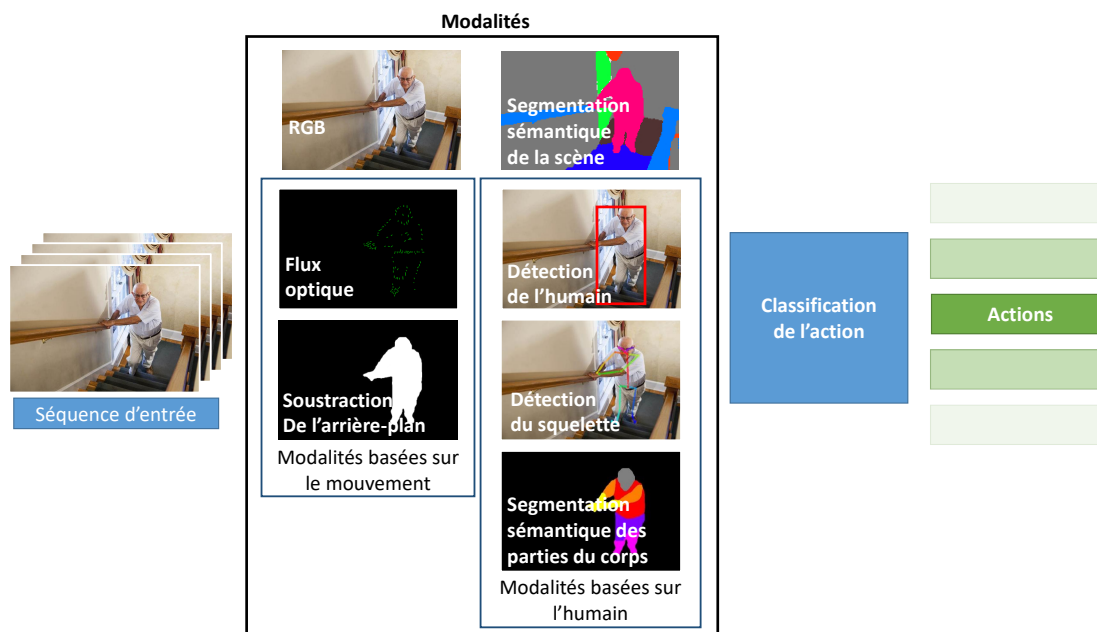 Modalités
RGB
Segmentation
sémantique
de la scène
Flux
optique
Détection
de l'humain
Soustraction
De l'arrière-plan
Détection
du squelette
Modalités basées sur
le mouvement
Segmentation
sémantique des
parties du corps
Modalités basées sur
l'humain
Séquence d'entrée
Classification
de l'action
Actions